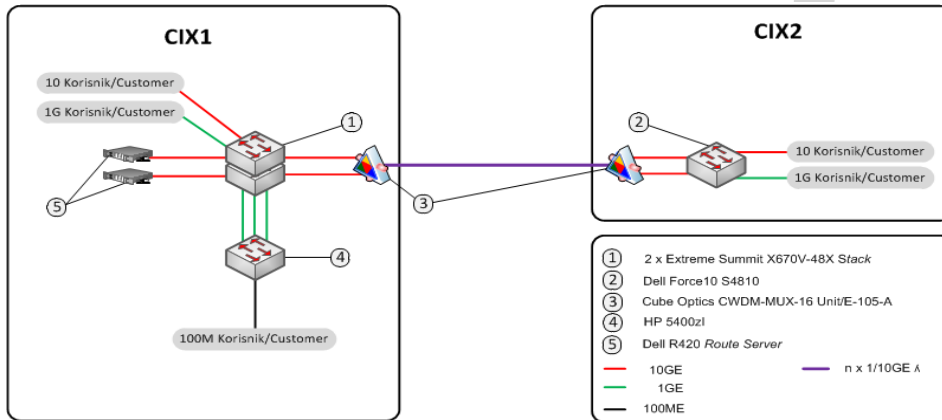 CIX1
CIX2
10 Korisnik/Customer
1G Korisnik/Customer
1
2
10 Korisnik/Customer
1G Korisnik/Customer
3
5
4
100M Korisnik/Customer
1 2 x Extreme Summit X670V-48X Stack
2 Dell Force10 S4810
3 Cube Optics CWDM-MUX-16 Unit/E-105-A
4 HP 5400zl
5 Dell R420 Route Server
10GE
n x 1/10GE λ
1GE
100ME